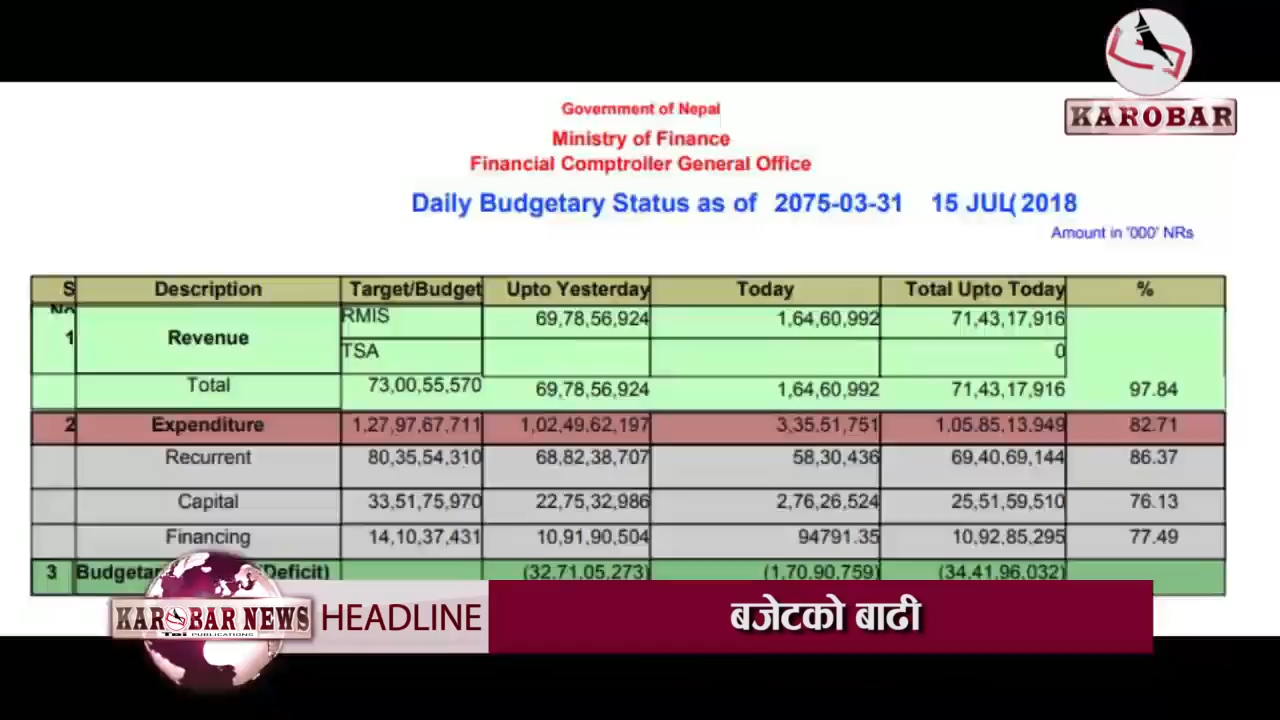 KAROBAR
Government of Nepal
Ministry of Finance
Financial Comptroller General Office
Daily Budgetary Status as of 2075-03-31 15 JUL 2018
Amount in '000' NRs
S No Description Target/Budget Upto Yesterday Today Total Upto Today %
1 Revenue RMIS 69,78,56,924 1,64,60,992 71,43,17,916
TSA 0
Total 73,00,55,570 69,78,56,924 1,64,60,992 71,43,17,916 97.84
2 Expenditure 1,27,97,67,711 1,02,49,62,197 3,35,51,751 1,05,85,13,949 82.71
Recurrent 80,35,54,310 68,82,38,707 58,30,436 69,40,69,144 86.37
Capital 33,51,75,970 22,75,32,986 2,76,26,524 25,51,59,510 76.13
Financing 14,10,37,431 10,91,90,504 94791.35 10,92,85,295 77.49
3 Deficit) (32,71,05,273) (1,70,90,759) (34,41,96,032)
KAROBAR NEWS HEADLINE बजेटको बाढी
PUBLICATIONS